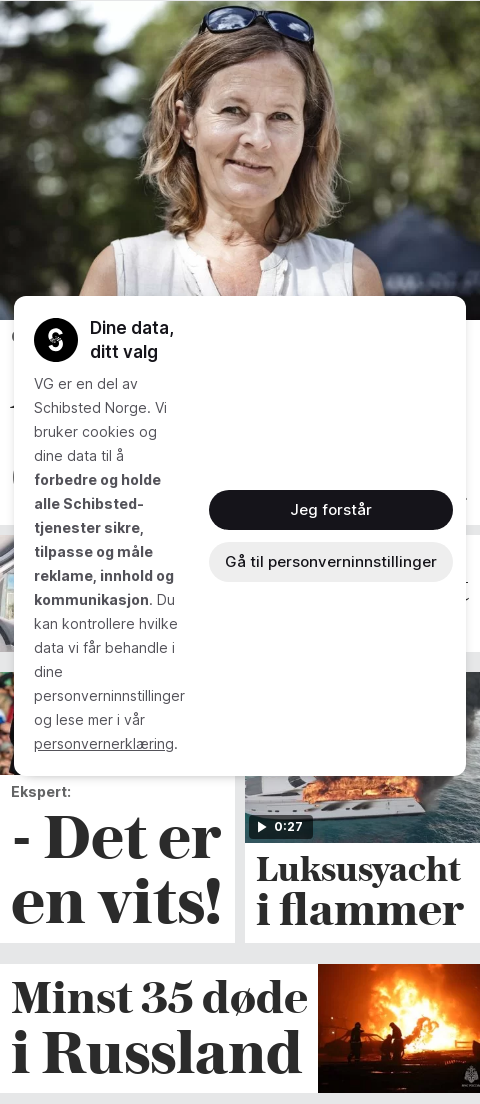 Dine data,
ditt valg
VG er en del av
Schibsted Norge. Vi
bruker cookies og
dine data til å
forbedre og holde
alle Schibsted-
tjenester sikre,
tilpasse og måle
reklame, innhold og
kommunikasjon. Du
kan kontrollere hvilke
data vi får behandle i
dine
personverninnstillinger
og lese mer i vår
personvernerklæring.
Jeg forstår
Gå til personverninnstillinger
Ekspert:
- Det er
en vits!
0:27
Luksusyacht
i flammer
Minst 35 døde
i Russland